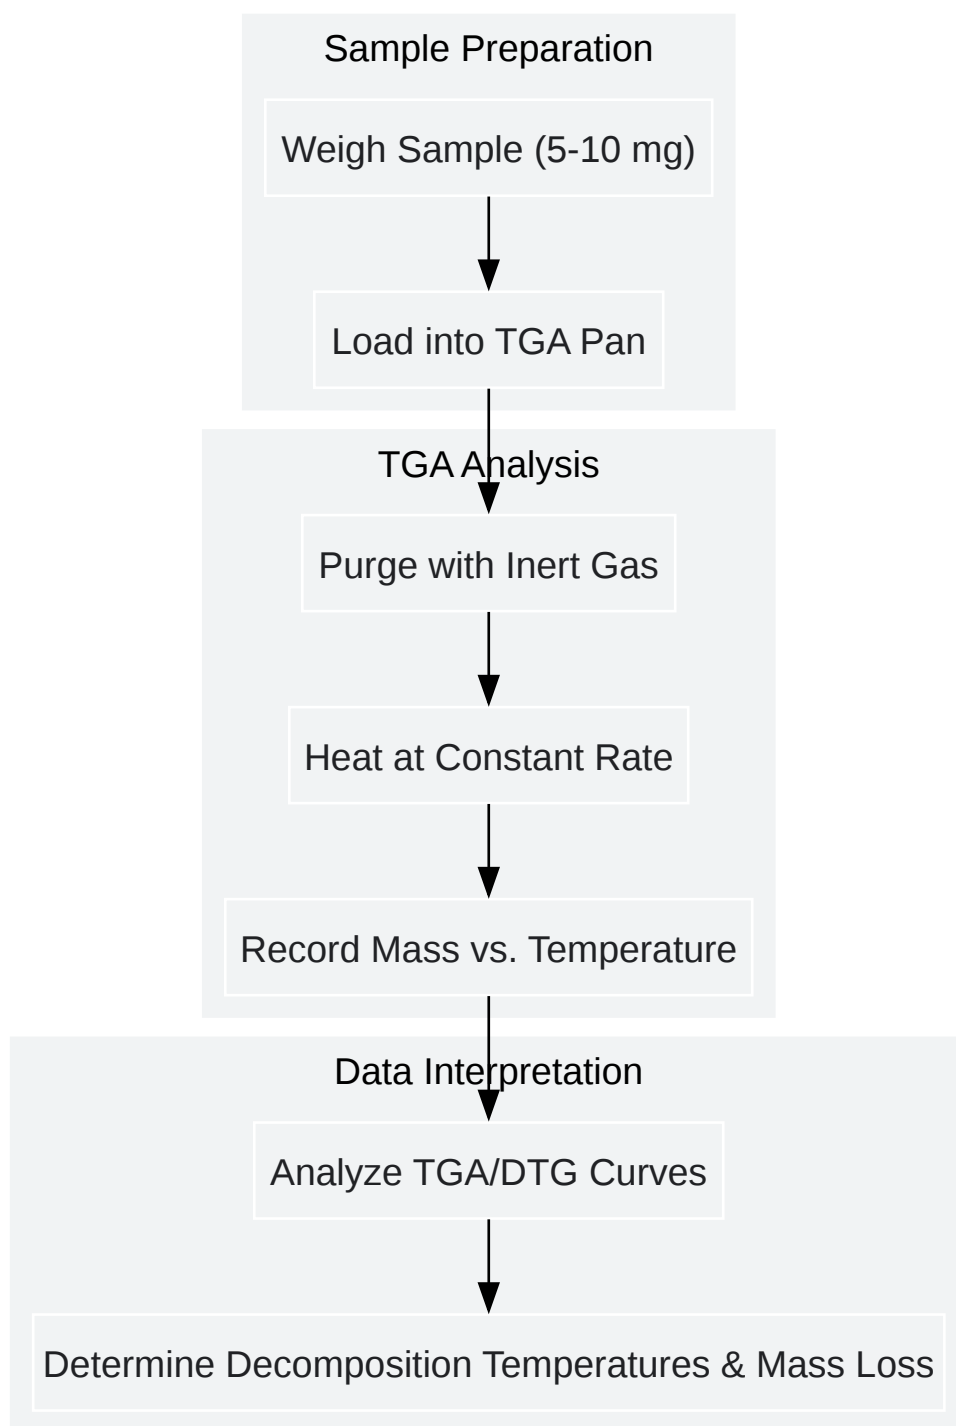 Sample Preparation
Weigh Sample (5-10 mg)
Load into TGA Pan
TGA Analysis
Purge with Inert Gas
Heat at Constant Rate
Record Mass vs. Temperature
Data Interpretation
Analyze TGA/DTG Curves
Determine Decomposition Temperatures & Mass Loss